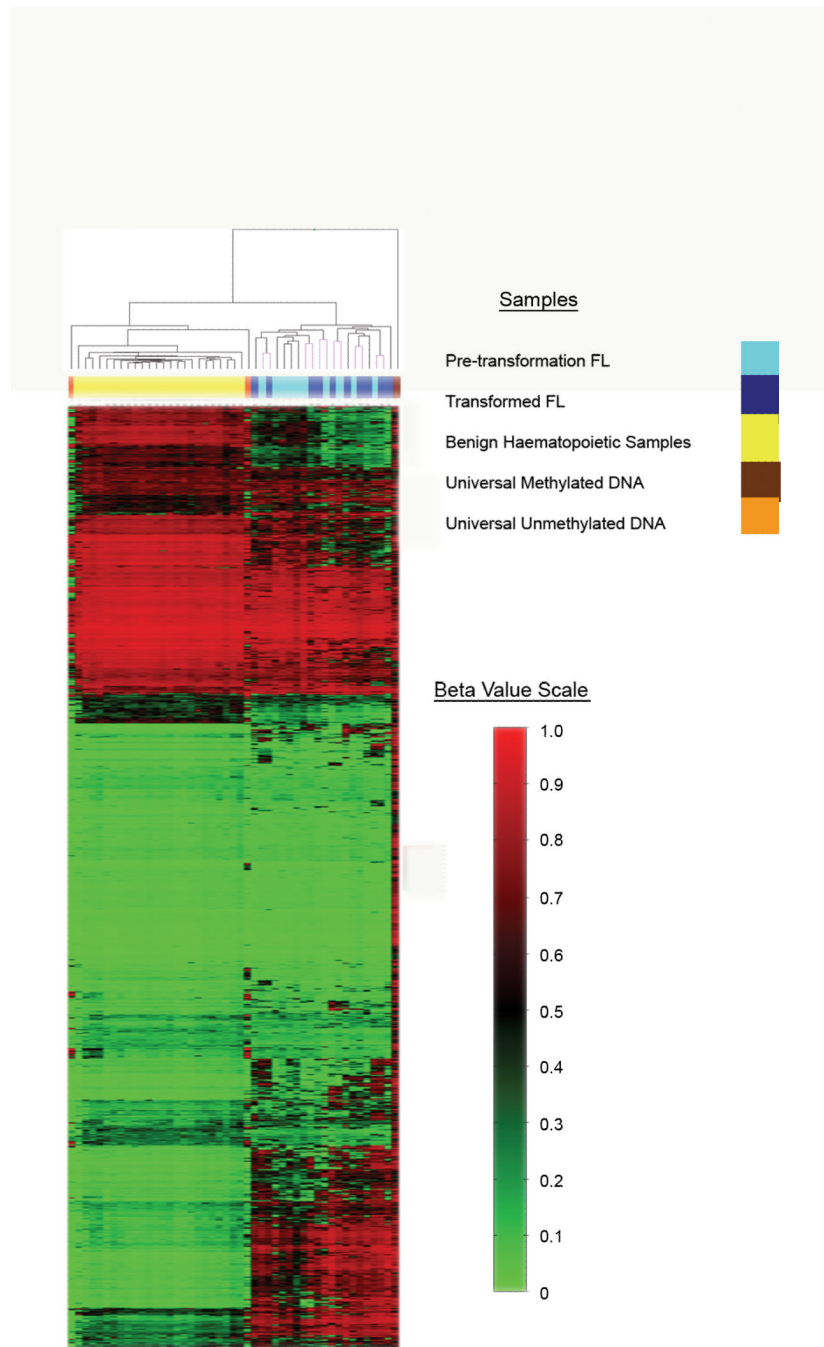 Samples
Pre-transformation FL
Transformed FL
Benign Haematopoietic Samples
Universal Methylated DNA
Universal Unmethylated DNA
Beta Value Scale
1.0
0.9
0.8
0.7
0.6
0.5
0.4
0.3
0.2
0.1
0